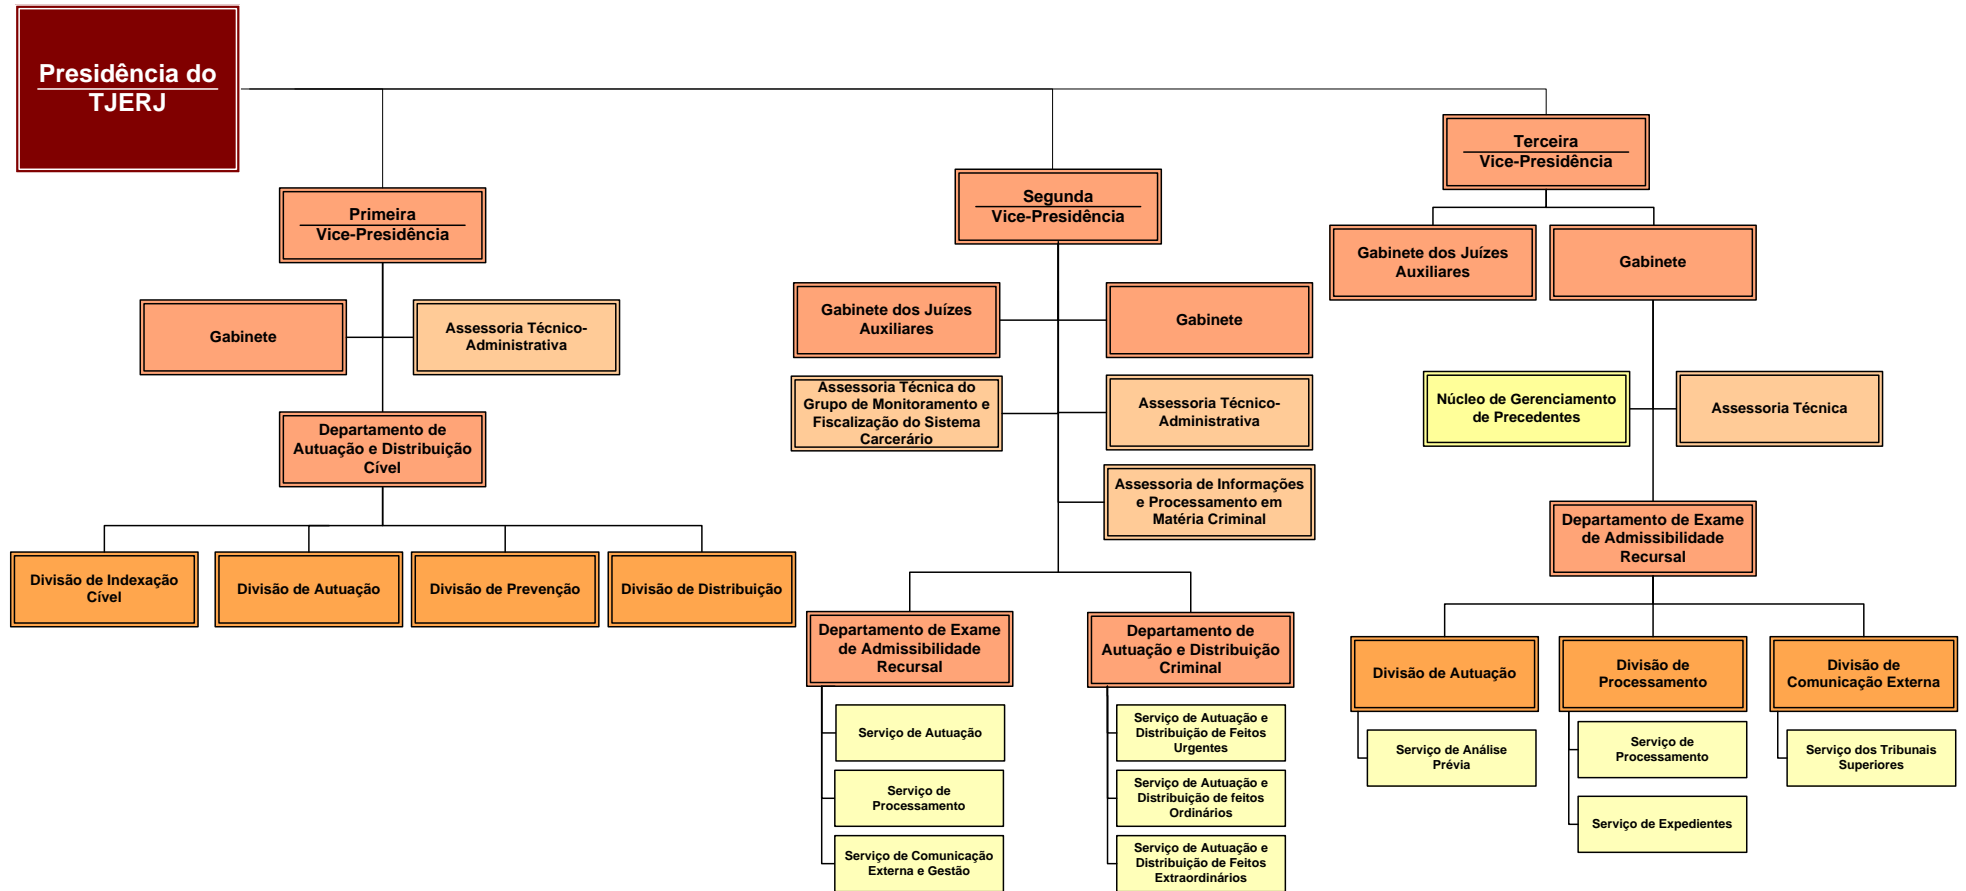 Presidência do
TJERJ
Primeira
Vice-Presidência
Gabinete
Assessoria Técnico-
Administrativa
Departamento de
Autuação e Distribuição
Cível
Divisão de Indexação
Cível
Divisão de Autuação
Divisão de Prevenção
Divisão de Distribuição
Segunda
Vice-Presidência
Gabinete dos Juízes
Auxiliares
Gabinete
Assessoria Técnica do
Grupo de Monitoramento e
Fiscalização do Sistema
Carcerário
Assessoria Técnico-
Administrativa
Assessoria de Informações
e Processamento em
Matéria Criminal
Departamento de Exame
de Admissibilidade
Recursal
Serviço de Autuação
Serviço de
Processamento
Serviço de Comunicação
Externa e Gestão
Departamento de
Autuação e Distribuição
Criminal
Serviço de Autuação e
Distribuição de Feitos
Urgentes
Serviço de Autuação e
Distribuição de feitos
Ordinários
Serviço de Autuação e
Distribuição de Feitos
Extraordinários
Terceira
Vice-Presidência
Gabinete dos Juízes
Auxiliares
Gabinete
Núcleo de Gerenciamento
de Precedentes
Assessoria Técnica
Departamento de Exame
de Admissibilidade
Recursal
Divisão de Autuação
Serviço de Análise
Prévia
Divisão de
Processamento
Serviço de
Processamento
Serviço de Expedientes
Divisão de
Comunicação Externa
Serviço dos Tribunais
Superiores